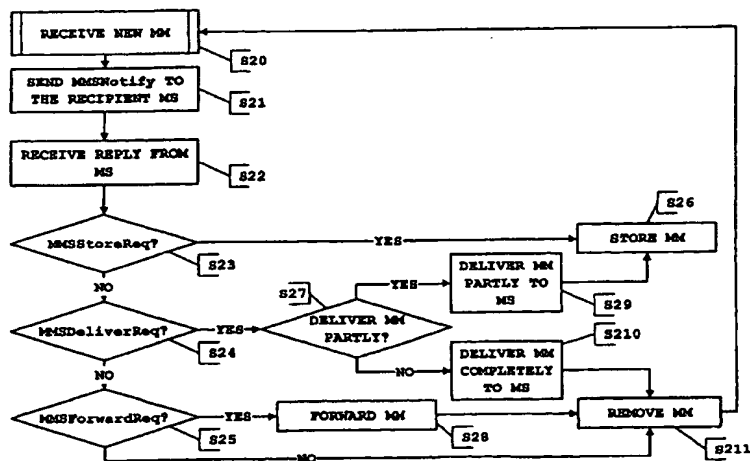 RECEIVE NEW MM
S20
SEND MMSNotify TO
THE RECIPIENT MS
S21
RECEIVE REPLY FROM
MS
S22
S26
MMSStoreReq?
YES
STORE MM
S23
NO
S27
YES
DELIVER MM
PARTLY TO
MS
S29
MMSDeliverReq?
YES
DELIVER MM
PARTLY?
S24
S210
NO
NO
DELIVER MM
COMPLETELY
TO MS
MMSForwardReq?
YES
FORWARD MM
REMOVE MM
S25
S28
NO
S211